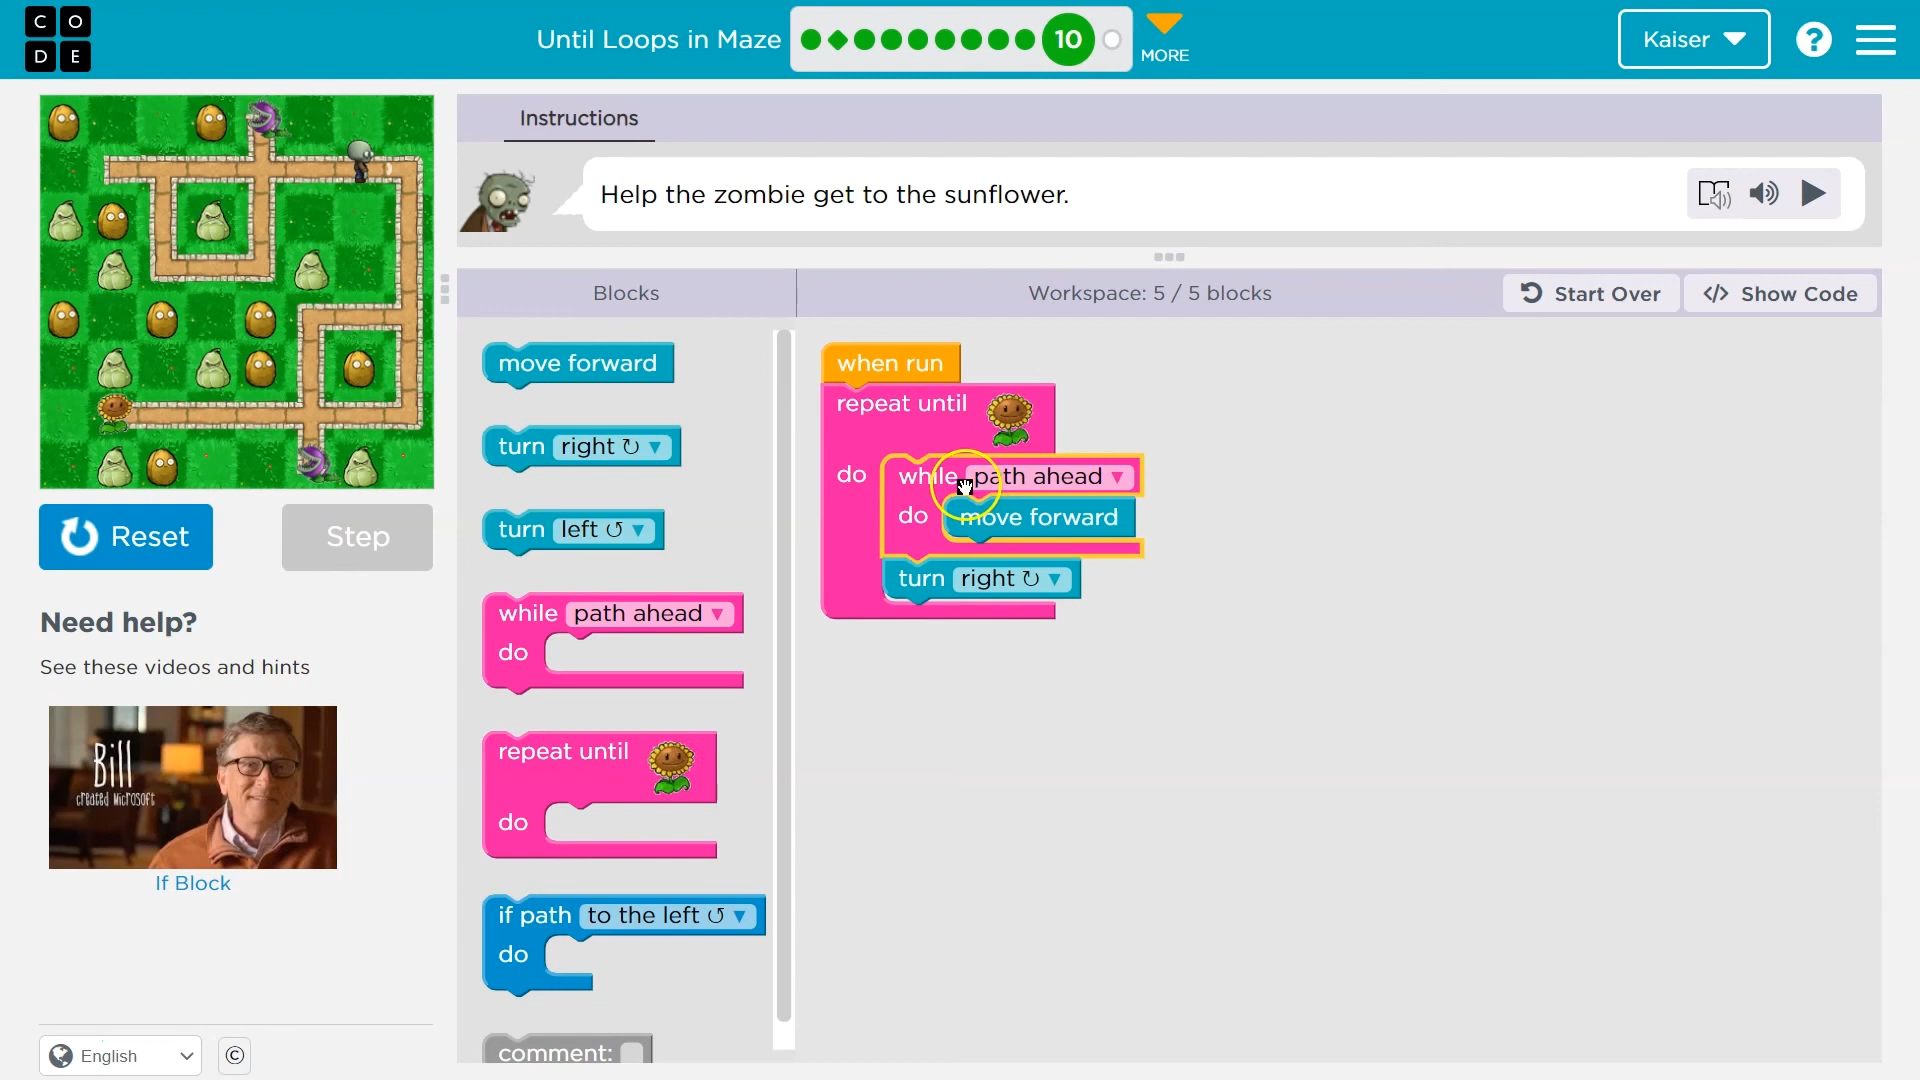 C O
D E
Until Loops in Maze
10
MORE
Kaiser
?
Instructions
Help the zombie get to the sunflower.
Blocks
Workspace: 5 / 5 blocks
Start Over
</> Show Code
move forward
turn right ↻ ▼
turn left ↺ ▼
while path ahead ▼
do
repeat until
do
if path to the left ↺ ▼
do
comment:
when run
repeat until
do
while path ahead ▼
do
move forward
turn right ↻ ▼
Reset
Step
Need help?
See these videos and hints
Bill
created Microsoft
If Block
English
©